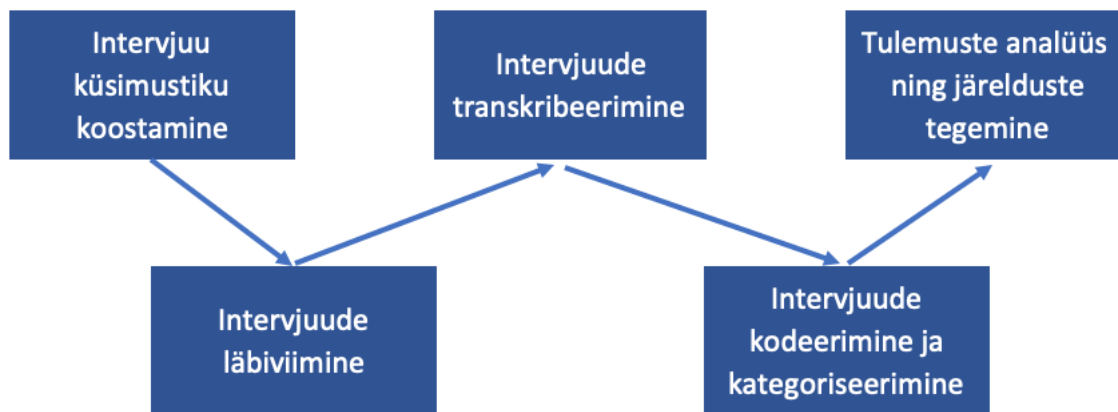 Intervjuu
küsimustiku
koostamine
Intervjuude
läbiviimine
Intervjuude
transkribeerimine
Intervjuude
kodeerimine ja
kategoriseerimine
Tulemuste analüüs
ning järelduste
tegemine